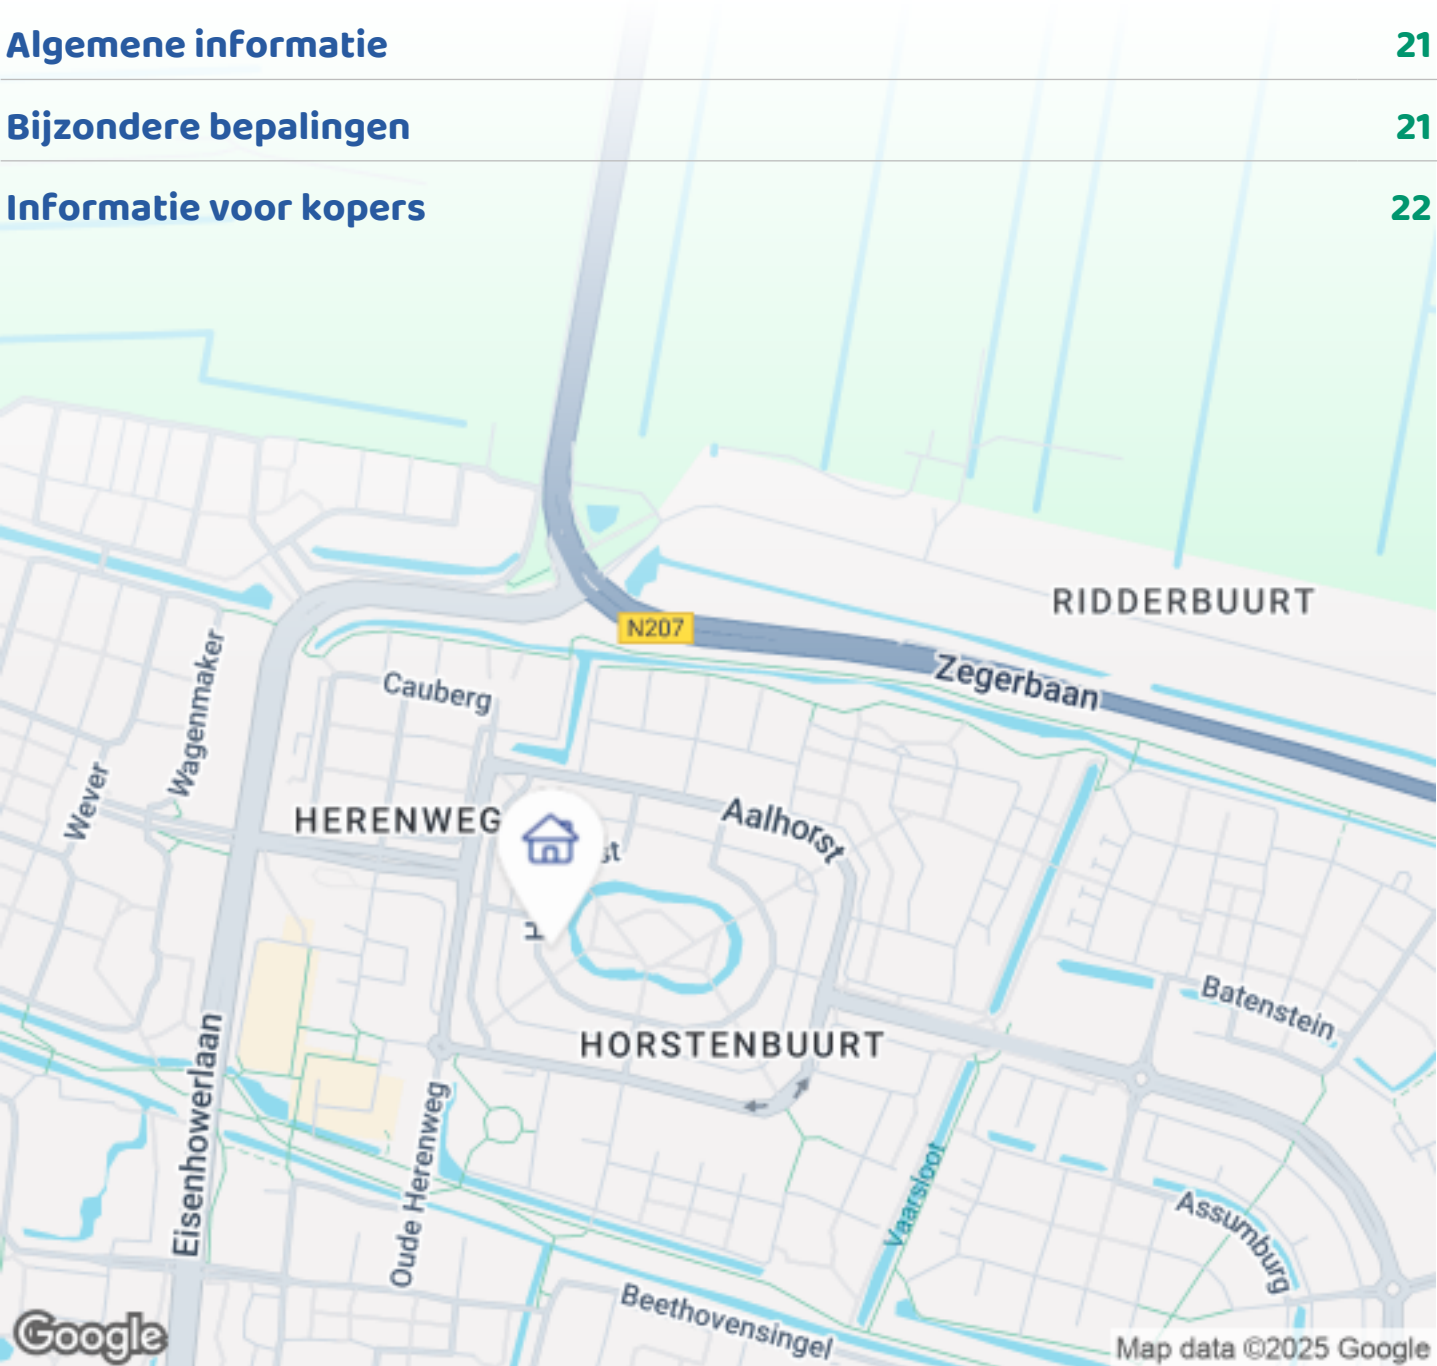 Algemene informatie 21
Bijzondere bepalingen 21
Informatie voor kopers 22
RIDDERBUURT
N207
Zegerbaan
Cauberg
Wagenmaker
Wever
HERENWEG
Aalhorst
st
H
Batenstein
HORSTENBUURT
Eisenhowerlaan
Oude Herenweg
Vaarsloot
Assumburg
Beethovensingel
Google
Map data ©2025 Google